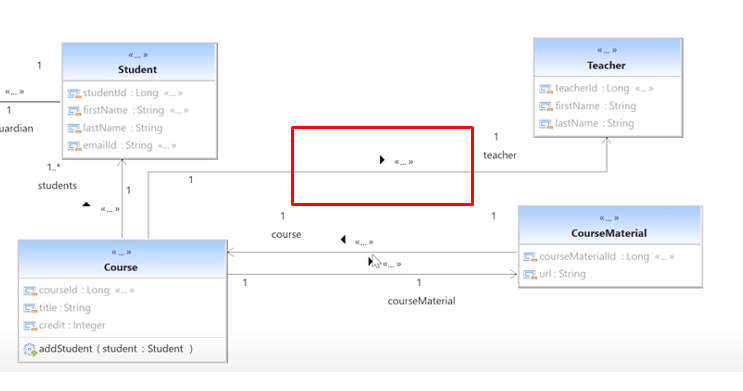 1
«... »
1
uardian
«... »
Student
studentId : Long «... »
firstName : String «... »
lastName : String
emailId : String «... »
«... »
Teacher
teacherId : Long «... »
firstName : String
lastName : String
1
teacher
«... »
1
1..*
students
1
«... »
1
course
1
«... »
«... »
1
1
courseMaterial
«... »
CourseMaterial
courseMaterialId : Long «... »
url : String
«... »
Course
courseId : Long «... »
title : String
credit : Integer
addStudent ( student : Student )